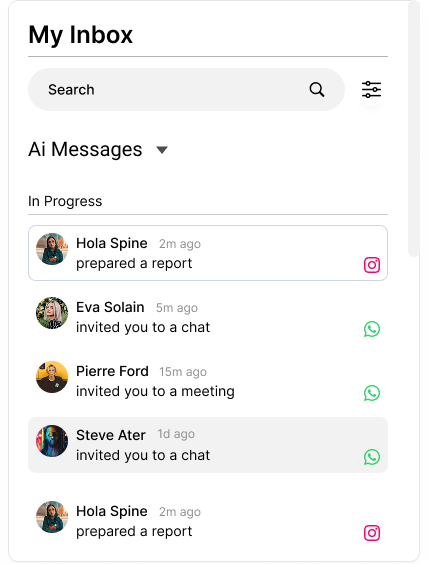 My Inbox
Search
Ai Messages
In Progress
Hola Spine 2m ago
prepared a report
Eva Solain 5m ago
invited you to a chat
Pierre Ford 15m ago
invited you to a meeting
Steve Ater 1d ago
invited you to a chat
Hola Spine 2m ago
prepared a report